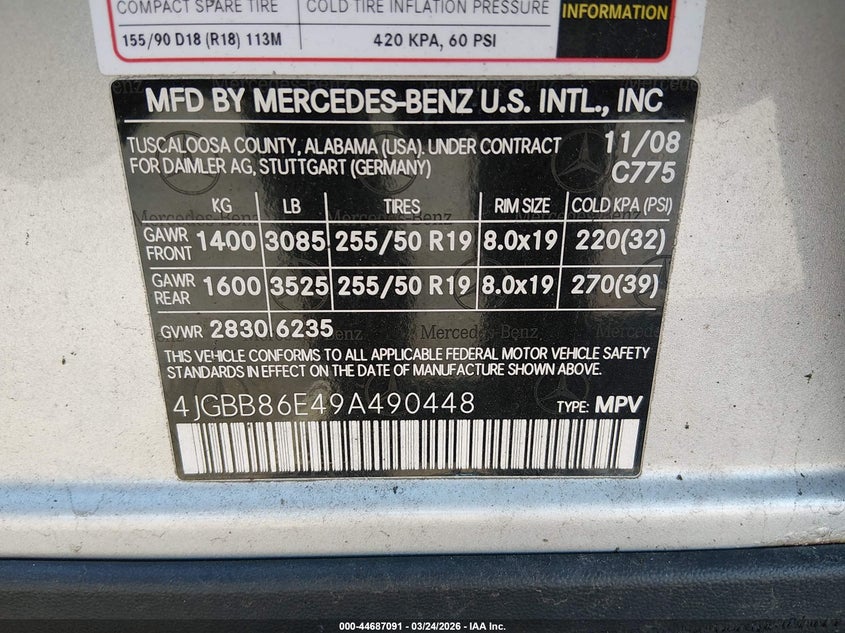 COMPACT SPARE TIRE COLD TIRE INFLATION PRESSURE
INFORMATION
155/90 D18 (R18) 113M 420 KPA, 60 PSI
MFD BY MERCEDES-BENZ U.S. INTL., INC
TUSCALOOSA COUNTY, ALABAMA (USA), UNDER CONTRACT 11/08
FOR DAIMLER AG, STUTTGART (GERMANY) C775
KG LB TIRES RIM SIZE COLD KPA (PSI)
GAWR FRONT 1400 3085 255/50 R19 8.0x19 220(32)
GAWR REAR 1600 3525 255/50 R19 8.0x19 270(39)
GVWR 2830 6235
THIS VEHICLE CONFORMS TO ALL APPLICABLE FEDERAL MOTOR VEHICLE SAFETY
STANDARDS IN EFFECT ON THE DATE OF MANUFACTURE SHOWN ABOVE.
4JGBB86E49A490448 TYPE: MPV
000-44687091 — 03/24/2026 — IAA Inc.